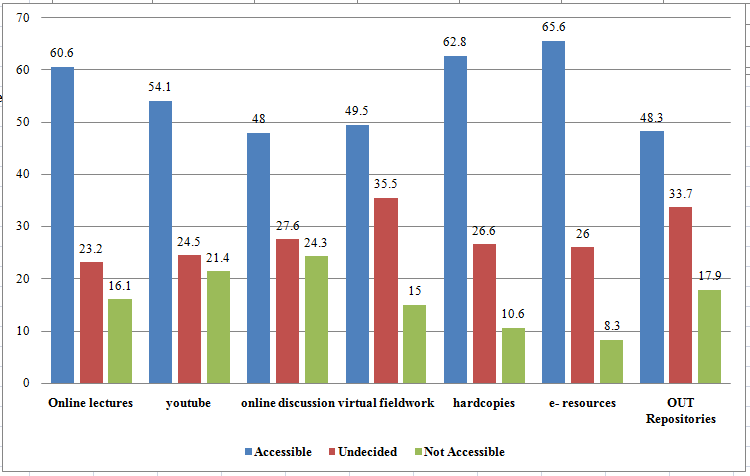 70
60
50
40
30
20
10
0
60.6
23.2
16.1
54.1
24.5
21.4
48
27.6
24.3
49.5
35.5
15
62.8
26.6
10.6
65.6
26
8.3
48.3
33.7
17.9
Online lectures
youtube
online discussion
virtual fieldwork
hardcopies
e- resources
OUT
Repositories
Accessible
Undecided
Not Accessible